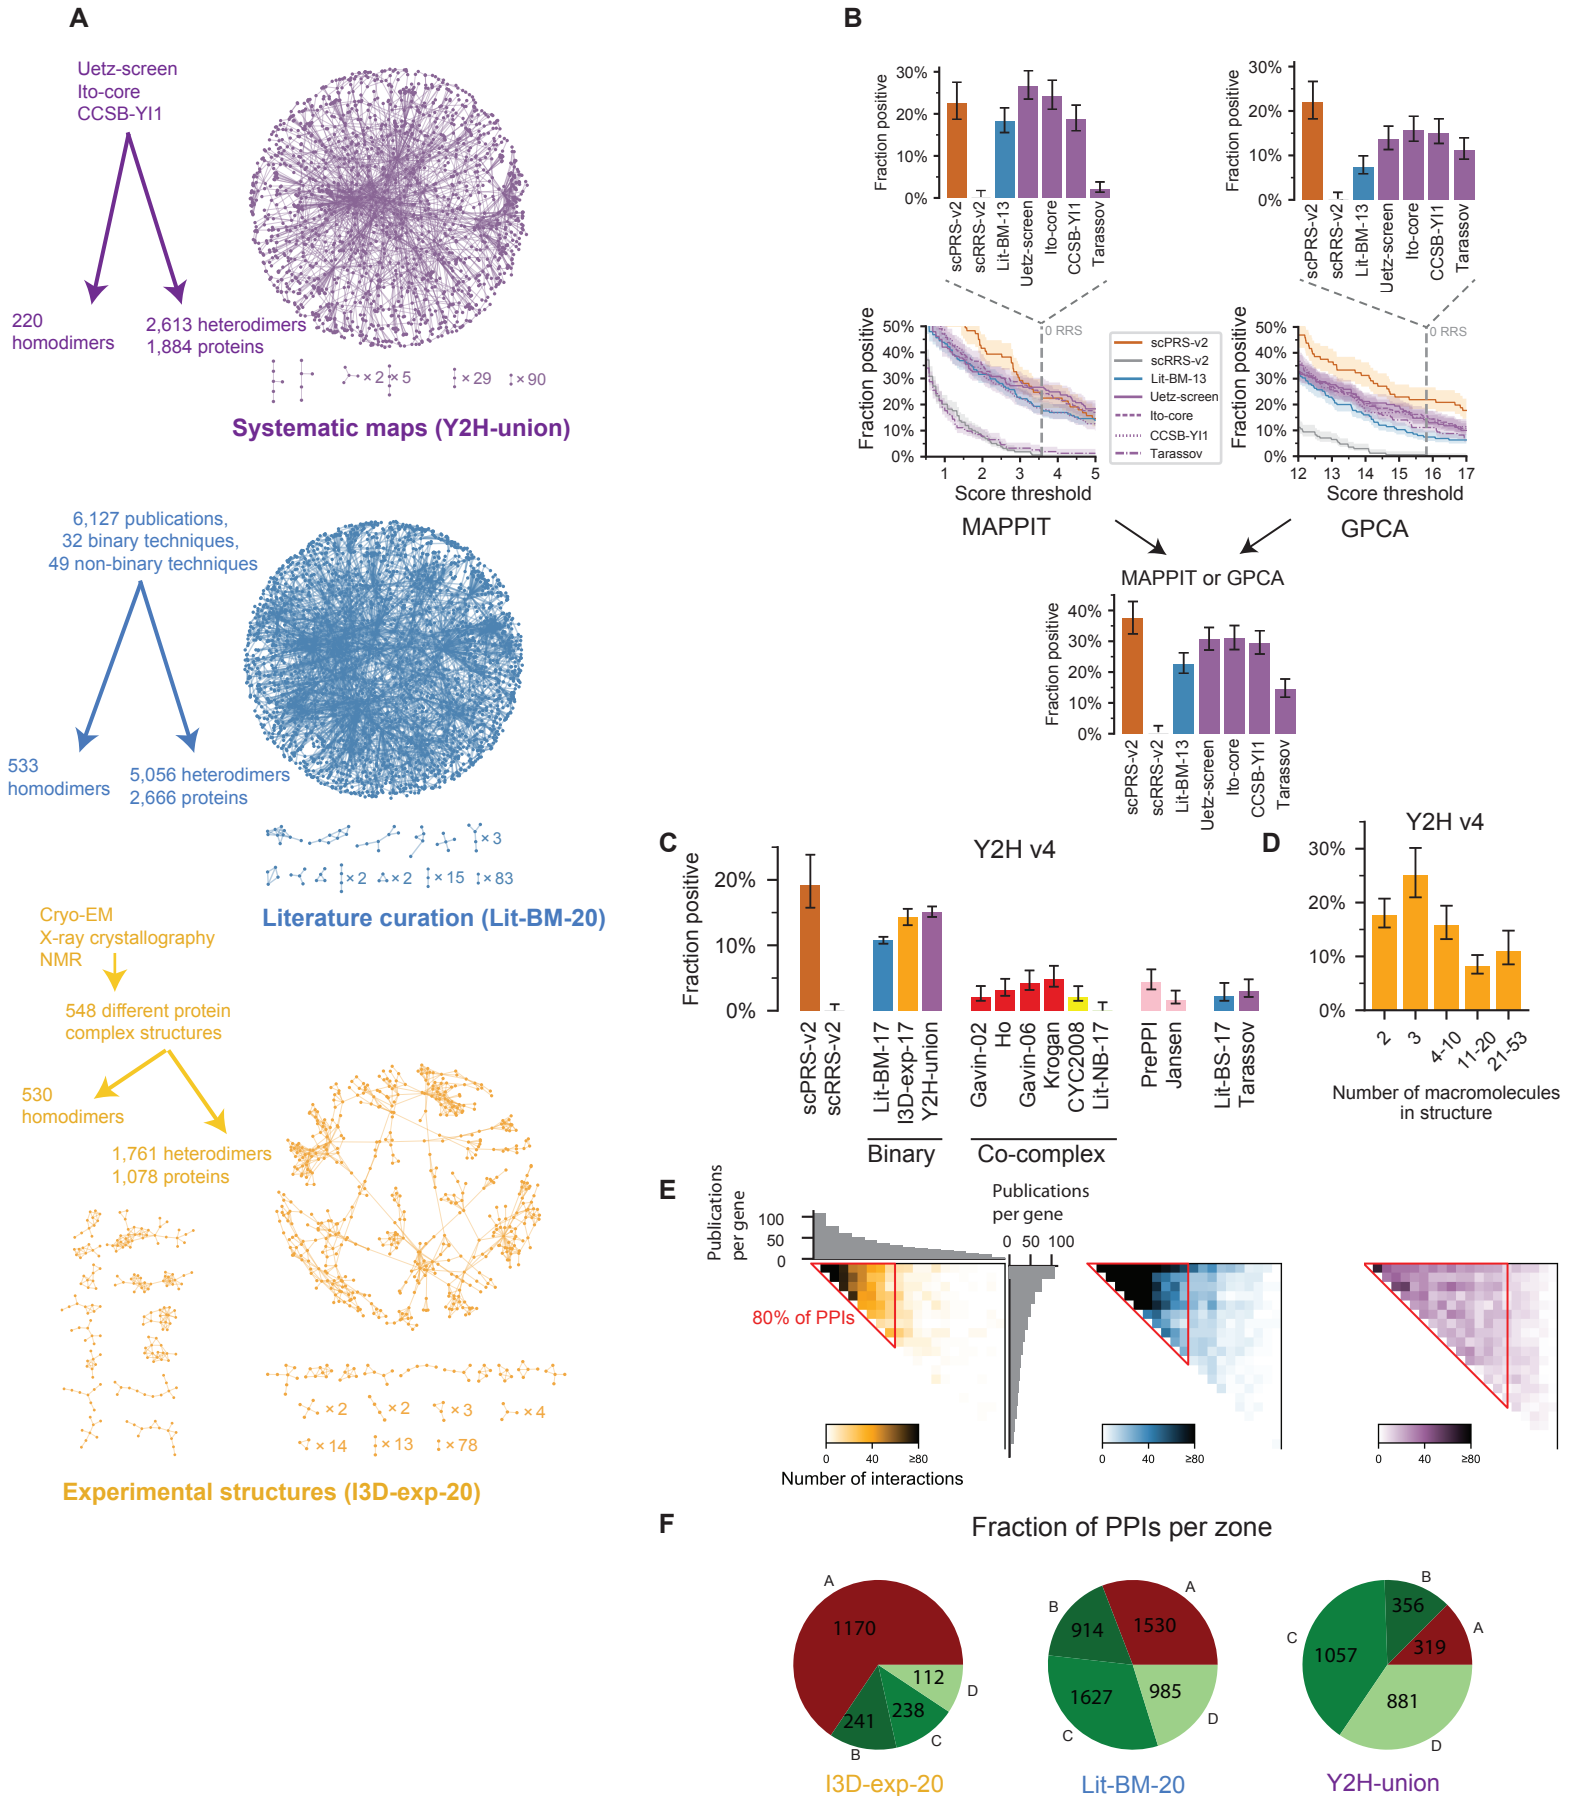 A
Uetz-screen
Ito-core
CCSB-YI1
220
homodimers
2,613 heterodimers
1,884 proteins
× 2
× 5
× 29
× 90
Systematic maps (Y2H-union)
6,127 publications,
32 binary techniques,
49 non-binary techniques
533
homodimers
5,056 heterodimers
2,666 proteins
× 3
× 2
× 2
× 15
× 83
Literature curation (Lit-BM-20)
Cryo-EM
X-ray crystallography
NMR
548 different protein
complex structures
530
homodimers
1,761 heterodimers
1,078 proteins
× 2
× 2
× 3
× 4
× 14
× 13
× 78
Experimental structures (I3D-exp-20)
B
Fraction positive
30%
20%
10%
0%
scPRS-v2
scRRS-v2
Lit-BM-13
Uetz-screen
Ito-core
CCSB-YI1
Tarassov
Fraction positive
30%
20%
10%
0%
scPRS-v2
scRRS-v2
Lit-BM-13
Uetz-screen
Ito-core
CCSB-YI1
Tarassov
Fraction positive
50%
40%
30%
20%
10%
0%
0 RRS
1 2 3 4 5
Score threshold
MAPPIT
scPRS-v2
scRRS-v2
Lit-BM-13
Uetz-screen
Ito-core
CCSB-YI1
Tarassov
Fraction positive
50%
40%
30%
20%
10%
0%
0 RRS
12 13 14 15 16 17
Score threshold
GPCA
MAPPIT or GPCA
Fraction positive
40%
30%
20%
10%
0%
scPRS-v2
scRRS-v2
Lit-BM-13
Uetz-screen
Ito-core
CCSB-YI1
Tarassov
C
Y2H v4
Fraction positive
20%
10%
0%
scPRS-v2
scRRS-v2
Lit-BM-17
I3D-exp-17
Y2H-union
Gavin-02
Ho
Gavin-06
Krogan
CYC2008
Lit-NB-17
PrePPI
Jansen
Lit-BS-17
Tarassov
Binary
Co-complex
D
Y2H v4
30%
20%
10%
0%
2
3
4-10
11-20
21-53
Number of macromolecules
in structure
E
Publications
per gene
100
50
0
Publications
per gene
0 50 100
80% of PPIs
0 40 ≥80
Number of interactions
0 40 ≥80
0 40 ≥80
F
Fraction of PPIs per zone
A
1170
112
D
238
C
241
B
I3D-exp-20
A
1530
B
914
1627
C
985
D
Lit-BM-20
B
356
A
319
C
1057
881
D
Y2H-union